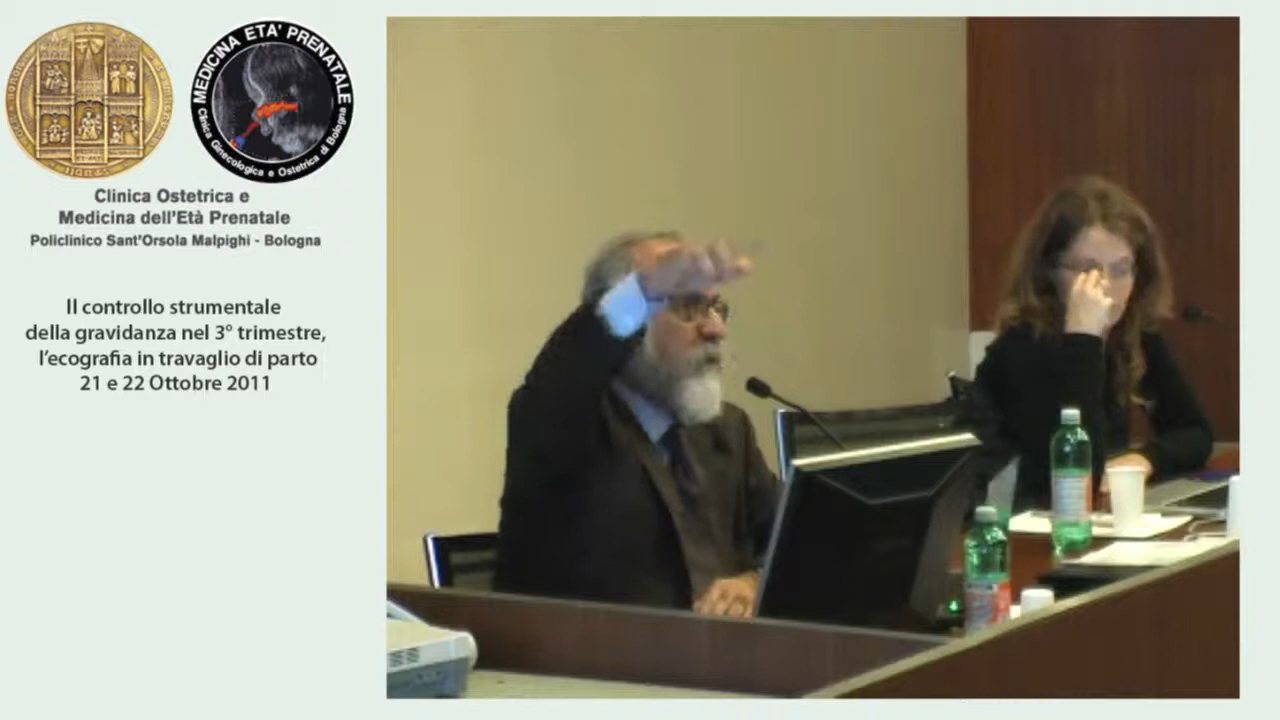 MEDICINA ETA' PRENATALE
Clinica Ginecologica e Ostetrica di Bologna
Clinica Ostetrica e
Medicina dell'Età Prenatale
Policlinico Sant'Orsola Malpighi - Bologna
Il controllo strumentale
della gravidanza nel 3° trimestre,
l'ecografia in travaglio di parto
21 e 22 Ottobre 2011